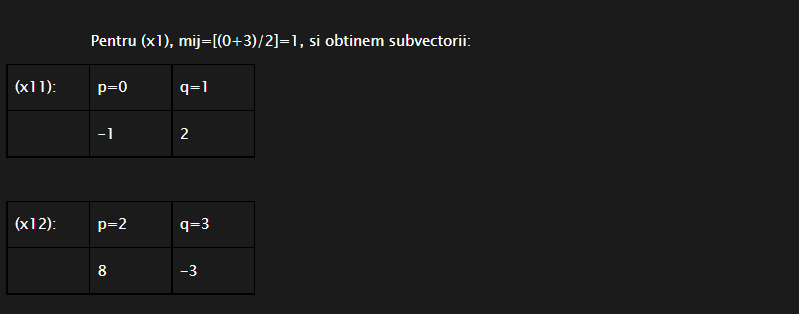 Pentru (x1), mij=[(0+3)/2]=1, si obtinem subvectorii:
(x11): p=0 q=1
-1 2
(x12): p=2 q=3
8 -3